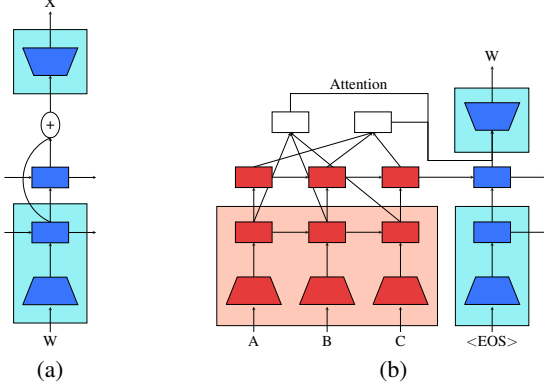 X
+
W
(a)
Attention
W
A B C <EOS>
(b)